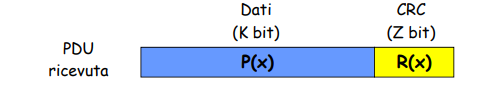 Dati
(K bit)
CRC
(Z bit)
PDU
ricevuta
P(x)
R(x)